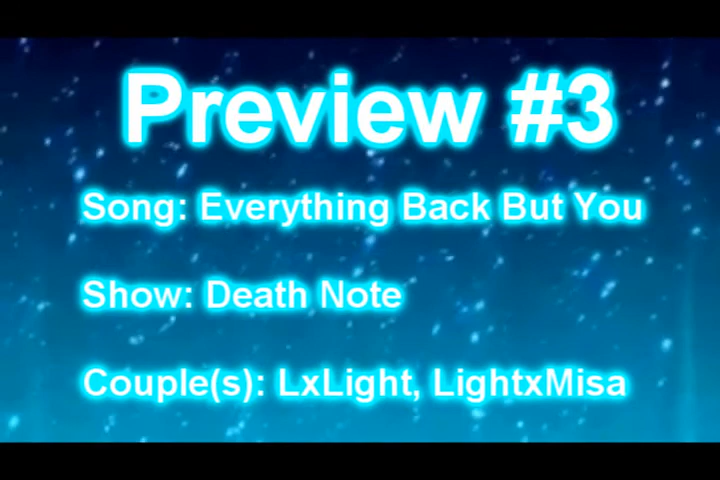 Preview #3
Song: Everything Back But You
Show: Death Note
Couple(s): LxLight, LightxMisa